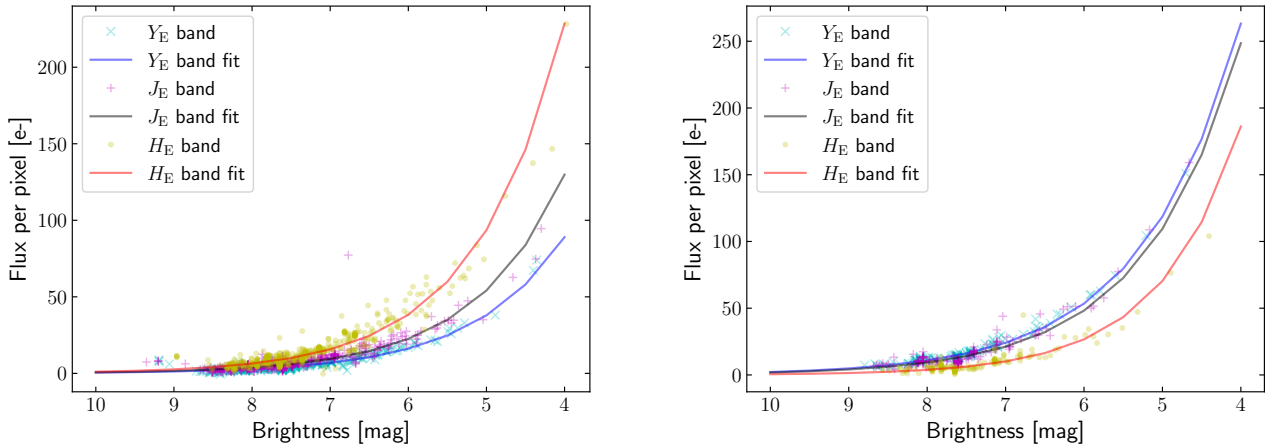 200
150
100
50
0
Flux per pixel [e-]
Y_E band
Y_E band fit
J_E band
J_E band fit
H_E band
H_E band fit
10 9 8 7 6 5 4
Brightness [mag]
250
200
150
100
50
0
Flux per pixel [e-]
Y_E band
Y_E band fit
J_E band
J_E band fit
H_E band
H_E band fit
10 9 8 7 6 5 4
Brightness [mag]